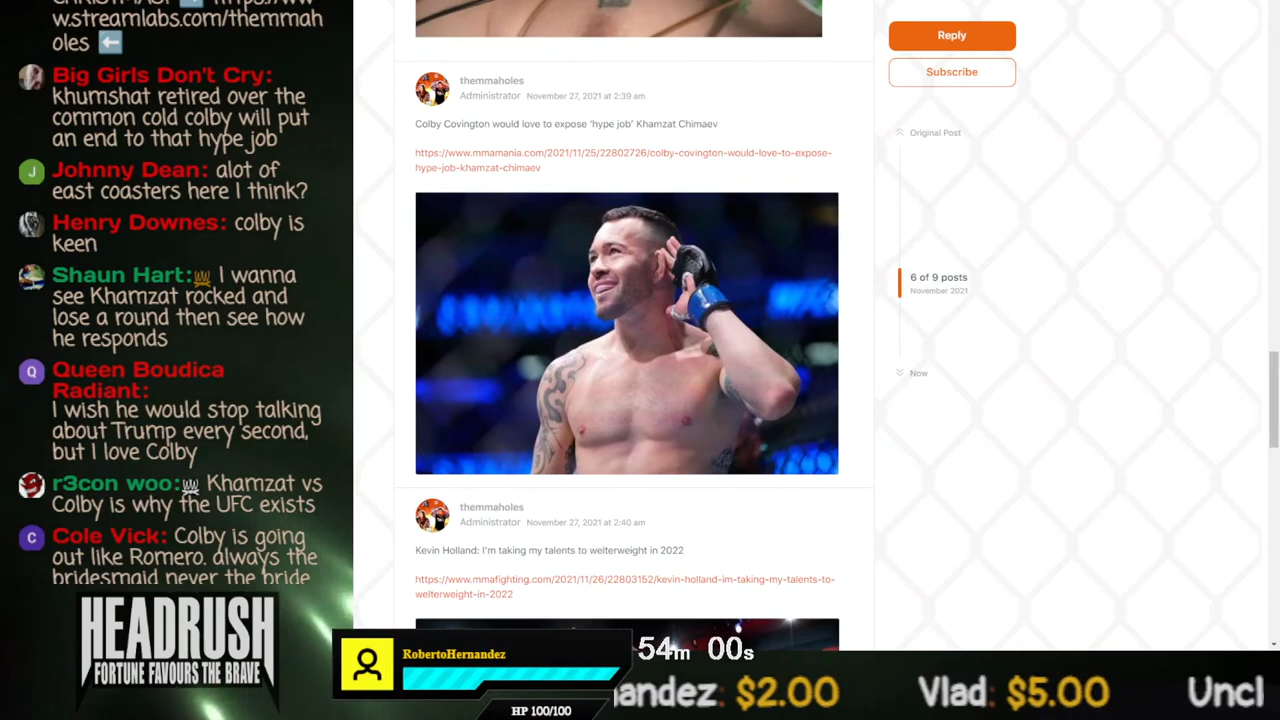 CHRISTMAS! ➡ https://ww
w.streamlabs.com/themmah
oles ⬅
Big Girls Don't Cry:
khumshat retired over the
common cold colby will put
an end to that hype job
Johnny Dean: alot of
east coasters here I think?
Henry Downes: colby is
keen
Shaun Hart: I wanna
see Khamzat rocked and
lose a round then see how
he responds
Queen Boudica
Radiant:
I wish he would stop talking
about Trump every second,
but I love Colby
r3con woo: Khamzat vs
Colby is why the UFC exists
Cole Vick: Colby is going
out like Romero. always the
bridesmaid never the bride
HEADRUSH
FORTUNE FAVOURS THE BRAVE
themmaholes
Administrator November 27, 2021 at 2:39 am
Colby Covington would love to expose ‘hype job’ Khamzat Chimaev
https://www.mmamania.com/2021/11/25/22802726/colby-covington-would-love-to-expose-
hype-job-khamzat-chimaev
themmaholes
Administrator November 27, 2021 at 2:40 am
Kevin Holland: I'm taking my talents to welterweight in 2022
https://www.mmafighting.com/2021/11/26/22803152/kevin-holland-im-taking-my-talents-to-
welterweight-in-2022
Reply
Subscribe
Original Post
6 of 9 posts
November 2021
Now
RobertoHernandez
HP 100/100
54m 00s
andez: $2.00 Vlad: $5.00 Uncl